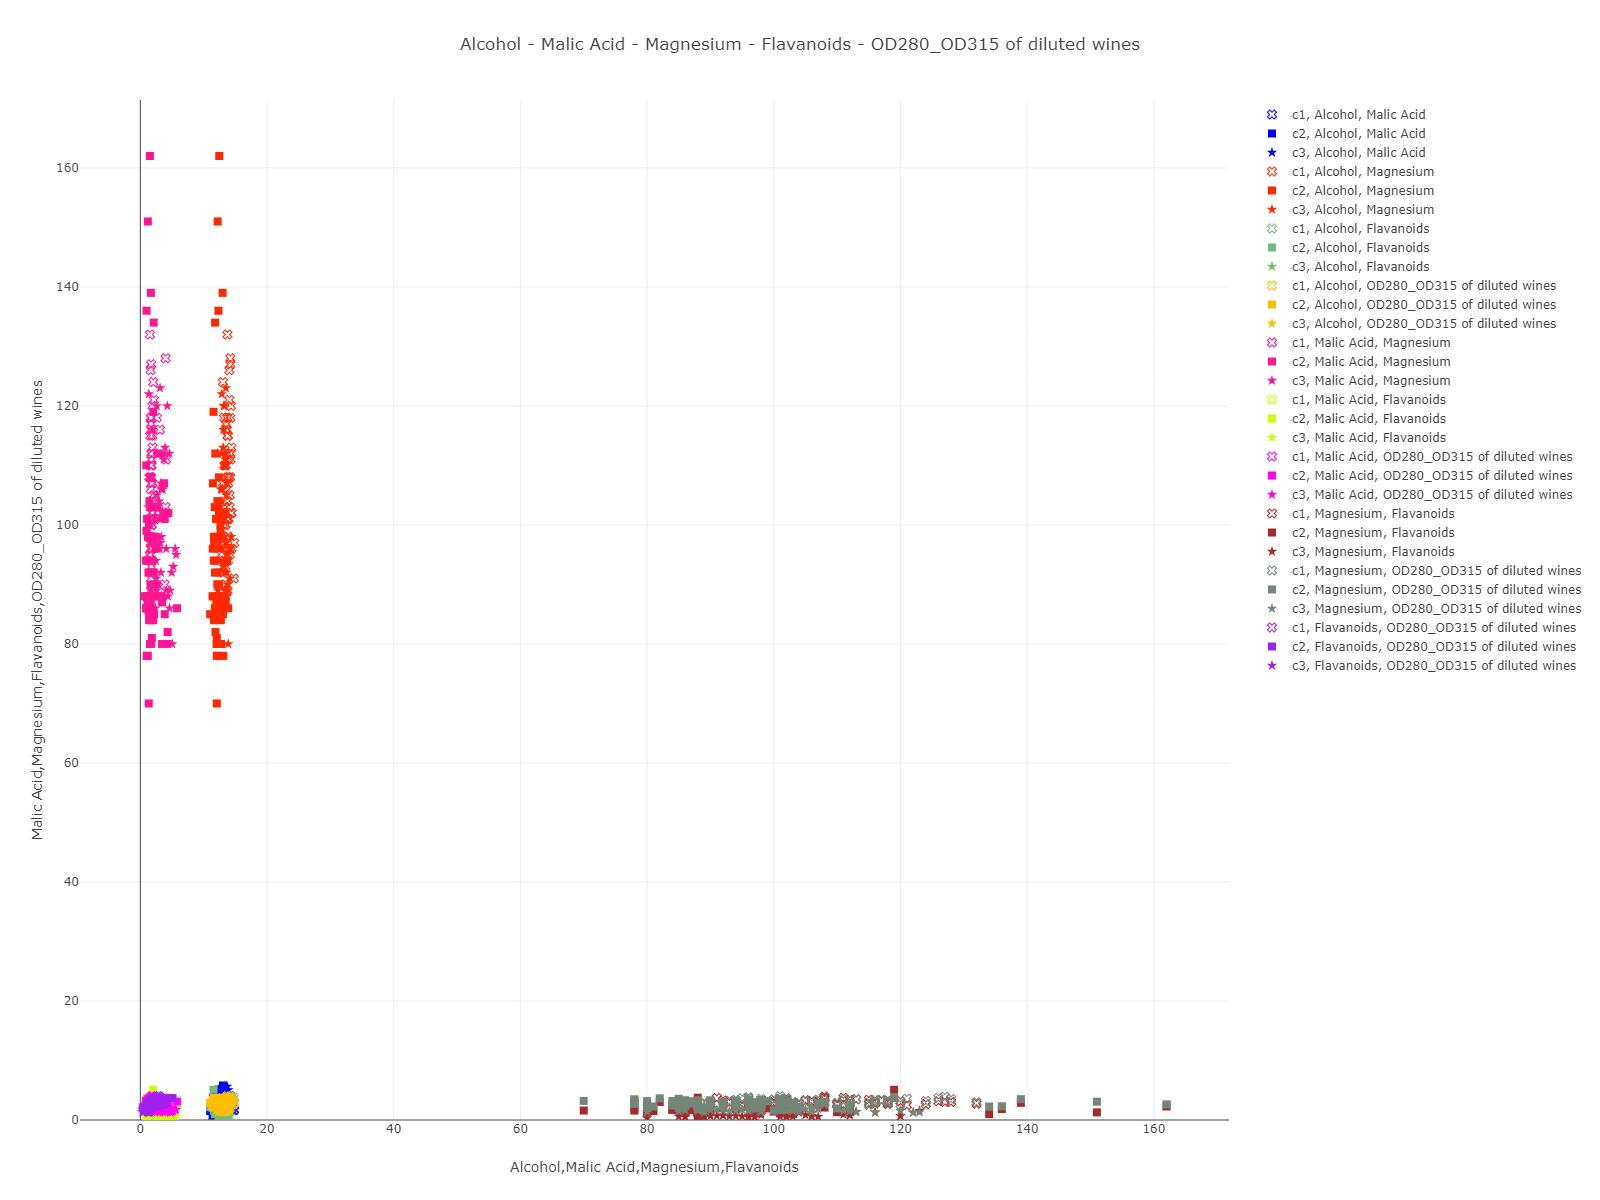 Alcohol - Malic Acid - Magnesium - Flavanoids - OD280_OD315 of diluted wines
c1, Alcohol, Malic Acid
c2, Alcohol, Malic Acid
c3, Alcohol, Malic Acid
c1, Alcohol, Magnesium
c2, Alcohol, Magnesium
c3, Alcohol, Magnesium
c1, Alcohol, Flavanoids
c2, Alcohol, Flavanoids
c3, Alcohol, Flavanoids
c1, Alcohol, OD280_OD315 of diluted wines
c2, Alcohol, OD280_OD315 of diluted wines
c3, Alcohol, OD280_OD315 of diluted wines
c1, Malic Acid, Magnesium
c2, Malic Acid, Magnesium
c3, Malic Acid, Magnesium
c1, Malic Acid, Flavanoids
c2, Malic Acid, Flavanoids
c3, Malic Acid, Flavanoids
c1, Malic Acid, OD280_OD315 of diluted wines
c2, Malic Acid, OD280_OD315 of diluted wines
c3, Malic Acid, OD280_OD315 of diluted wines
c1, Magnesium, Flavanoids
c2, Magnesium, Flavanoids
c3, Magnesium, Flavanoids
c1, Magnesium, OD280_OD315 of diluted wines
c2, Magnesium, OD280_OD315 of diluted wines
c3, Magnesium, OD280_OD315 of diluted wines
c1, Flavanoids, OD280_OD315 of diluted wines
c2, Flavanoids, OD280_OD315 of diluted wines
c3, Flavanoids, OD280_OD315 of diluted wines
Malic Acid,Magnesium,Flavanoids,OD280_OD315 of diluted wines
160
140
120
100
80
60
40
20
0
0 20 40 60 80 100 120 140 160
Alcohol,Malic Acid,Magnesium,Flavanoids